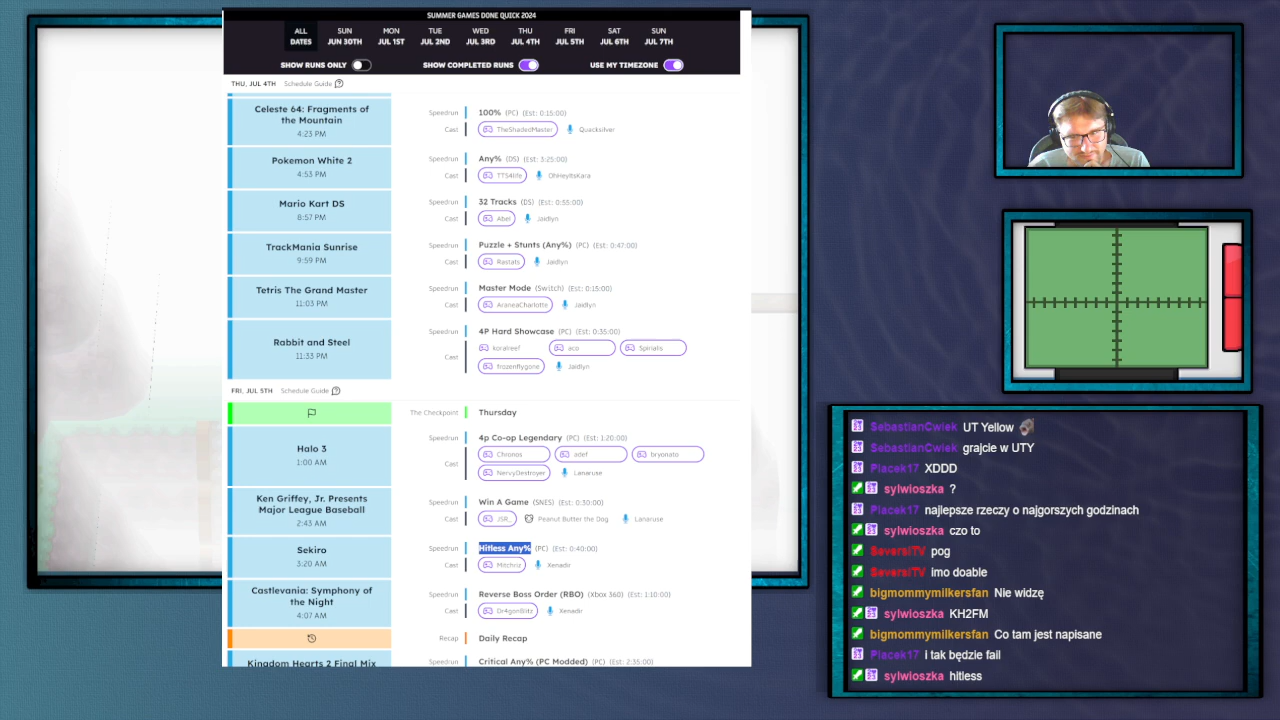 SUMMER GAMES DONE QUICK 2024
ALL DATES
SUN JUN 30TH
MON JUL 1ST
TUE JUL 2ND
WED JUL 3RD
THU JUL 4TH
FRI JUL 5TH
SAT JUL 6TH
SUN JUL 7TH
SHOW RUNS ONLY SHOW COMPLETED RUNS USE MY TIMEZONE
THU, JUL 4TH Schedule Guide
Celeste 64: Fragments of
the Mountain
4:23 PM
Speedrun 100% (PC) (Est: 0:15:00)
Cast TheShadedMaster Quacksilver
Pokemon White 2
4:53 PM
Speedrun Any% (DS) (Est: 3:25:00)
Cast TTS4life OhHeyItsKara
Mario Kart DS
8:57 PM
Speedrun 32 Tracks (DS) (Est: 0:55:00)
Cast Abel Jaidlyn
TrackMania Sunrise
9:59 PM
Speedrun Puzzle + Stunts (Any%) (PC) (Est: 0:47:00)
Cast Rastats Jaidlyn
Tetris The Grand Master
11:03 PM
Speedrun Master Mode (Switch) (Est: 0:15:00)
Cast AraneaCharlotte Jaidlyn
Rabbit and Steel
11:33 PM
Speedrun 4P Hard Showcase (PC) (Est: 0:35:00)
Cast koralreef aco Spirialis
frozenflygone Jaidlyn
FRI, JUL 5TH Schedule Guide
The Checkpoint Thursday
Halo 3
1:00 AM
Speedrun 4p Co-op Legendary (PC) (Est: 1:20:00)
Cast Chronos adef bryonato
NervyDestroyer Lanaruse
Ken Griffey, Jr. Presents
Major League Baseball
2:43 AM
Speedrun Win A Game (SNES) (Est: 0:30:00)
Cast JSR_ Peanut Butter the Dog Lanaruse
Sekiro
3:20 AM
Speedrun Hitless Any% (PC) (Est: 0:40:00)
Cast Mitchriz Xenadir
Castlevania: Symphony of
the Night
4:07 AM
Speedrun Reverse Boss Order (RBO) (Xbox 360) (Est: 1:10:00)
Cast Dr4gonBlitz Xenadir
Recap Daily Recap
Kingdom Hearts 2 Final Mix
Speedrun Critical Any% (PC Modded) (PC) (Est: 2:35:00)
SebastianCwiek UT Yellow
SebastianCwiek grajcie w UTY
Placek17 XDDD
sylwioszka ?
Placek17 najlepsze rzeczy o najgorszych godzinach
sylwioszka czo to
SeversiTV pog
SeversiTV imo doable
bigmommymilkersfan Nie widzę
sylwioszka KH2FM
bigmommymilkersfan Co tam jest napisane
Placek17 i tak będzie fail
sylwioszka hitless